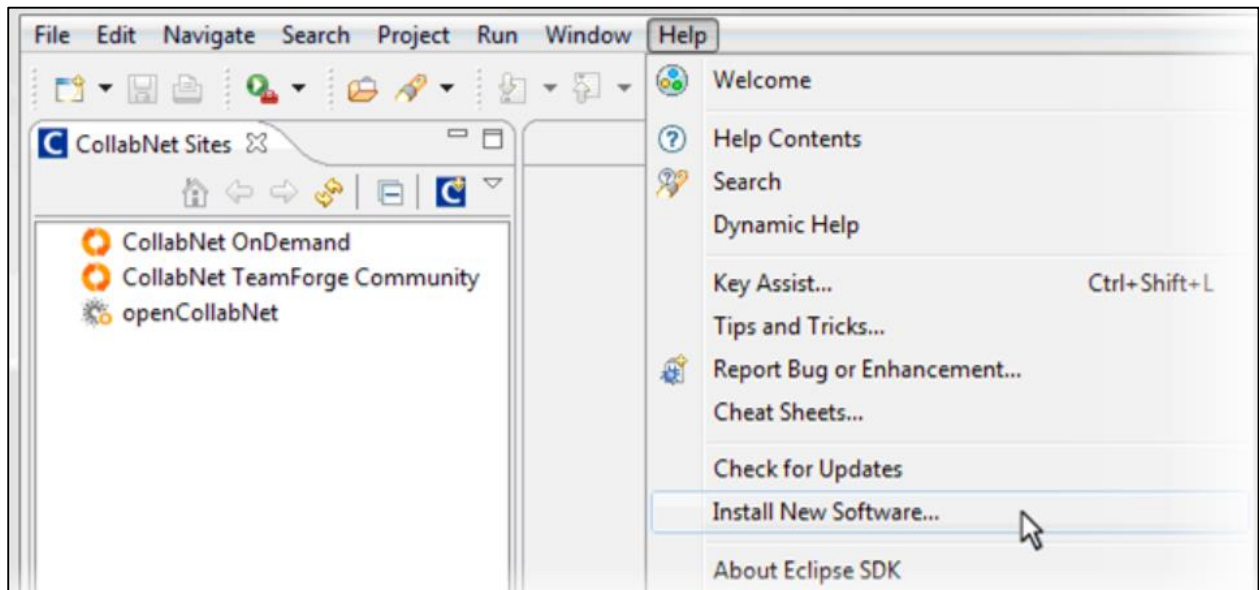 File Edit Navigate Search Project Run Window Help
Welcome
CollabNet Sites
Help Contents
Search
Dynamic Help
CollabNet OnDemand
CollabNet TeamForge Community
openCollabNet
Key Assist... Ctrl+Shift+L
Tips and Tricks...
Report Bug or Enhancement...
Cheat Sheets...
Check for Updates
Install New Software...
About Eclipse SDK